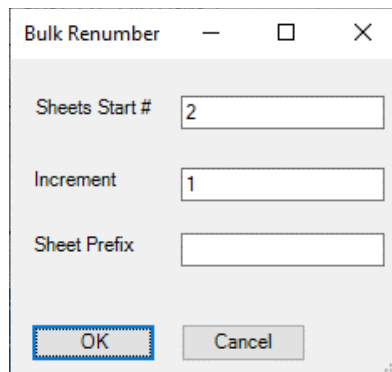 Bulk Renumber
Sheets Start # 2
Increment 1
Sheet Prefix
OK Cancel